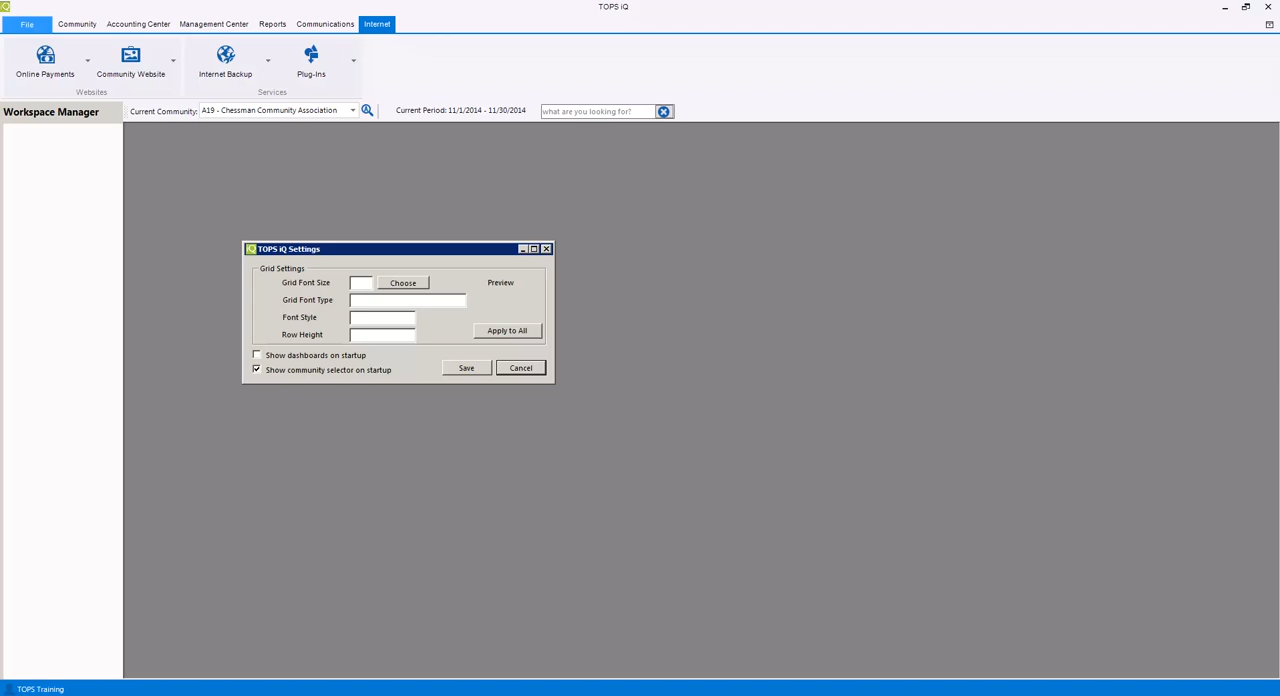 TOPS iQ
File Community Accounting Center Management Center Reports Communications Internet
Online Payments Community Website Internet Backup Plug-Ins
Websites Services
Workspace Manager
Current Community: A19 - Chessman Community Association Current Period: 11/1/2014 - 11/30/2014 what are you looking for?
iQ TOPS iQ Settings
Grid Settings
Grid Font Size Choose Preview
Grid Font Type
Font Style
Row Height Apply to All
Show dashboards on startup
Show community selector on startup Save Cancel
TOPS Training